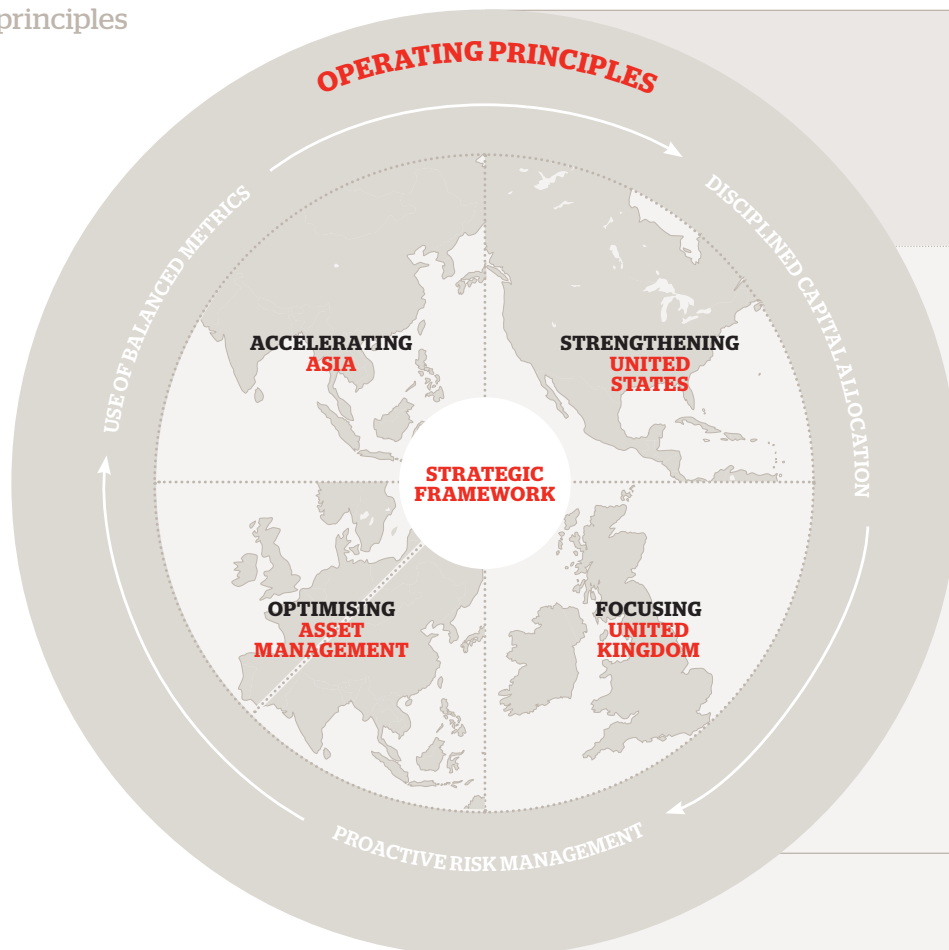 principles
OPERATING PRINCIPLES
USE OF BALANCED METRICS
DISCIPLINED CAPITAL ALLOCATION
ACCELERATING
ASIA
STRENGTHENING
UNITED
STATES
STRATEGIC
FRAMEWORK
OPTIMISING
ASSET
MANAGEMENT
FOCUSING
UNITED
KINGDOM
PROACTIVE RISK MANAGEMENT